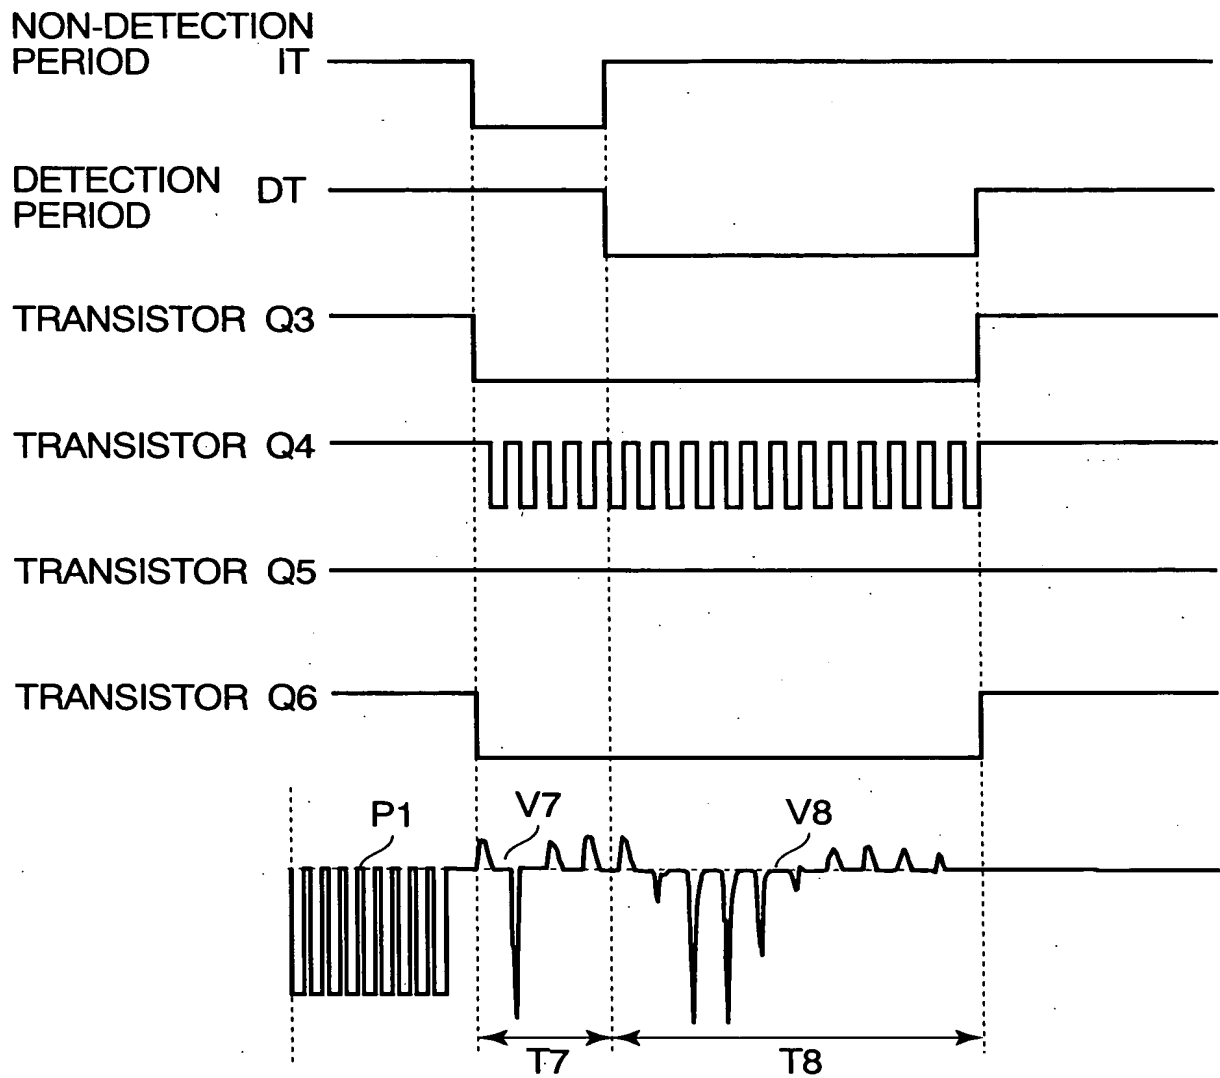 NON-DETECTION
PERIOD IT
DETECTION
PERIOD DT
TRANSISTOR Q3
TRANSISTOR Q4
TRANSISTOR Q5
TRANSISTOR Q6
P1
V7
V8
T7
T8